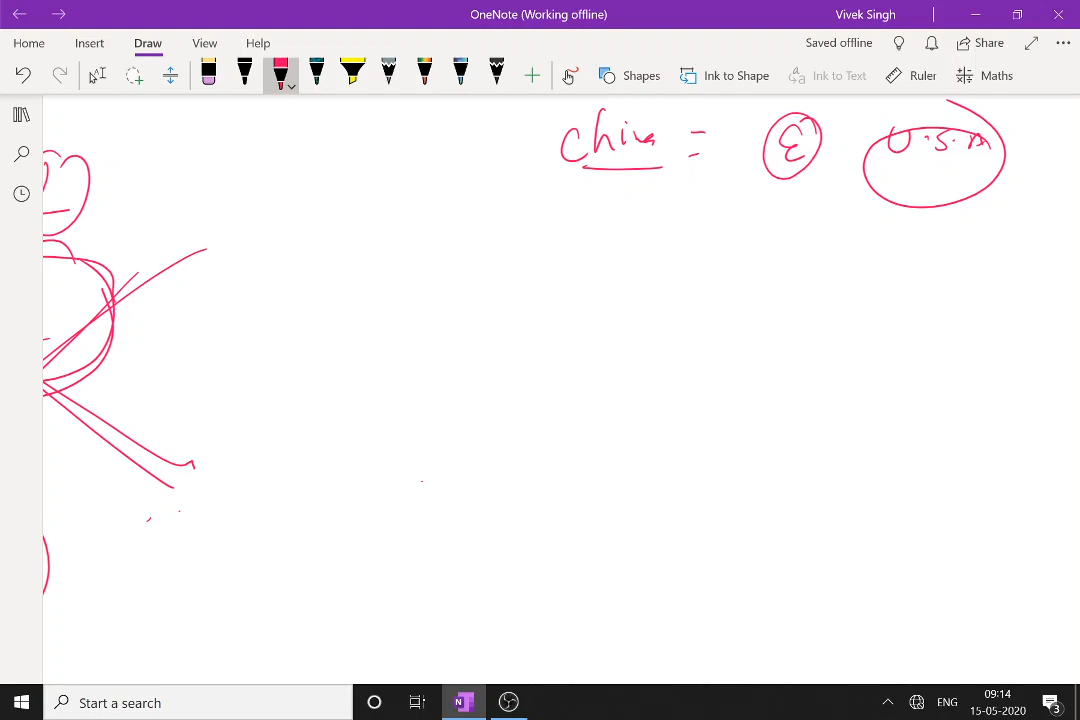 OneNote (Working offline)
Vivek Singh
Home Insert Draw View Help
Saved offline Share
Shapes Ink to Shape Ink to Text Ruler Maths
China = ε U.S.A
Start a search
N
ENG
09:14
15-05-2020
3